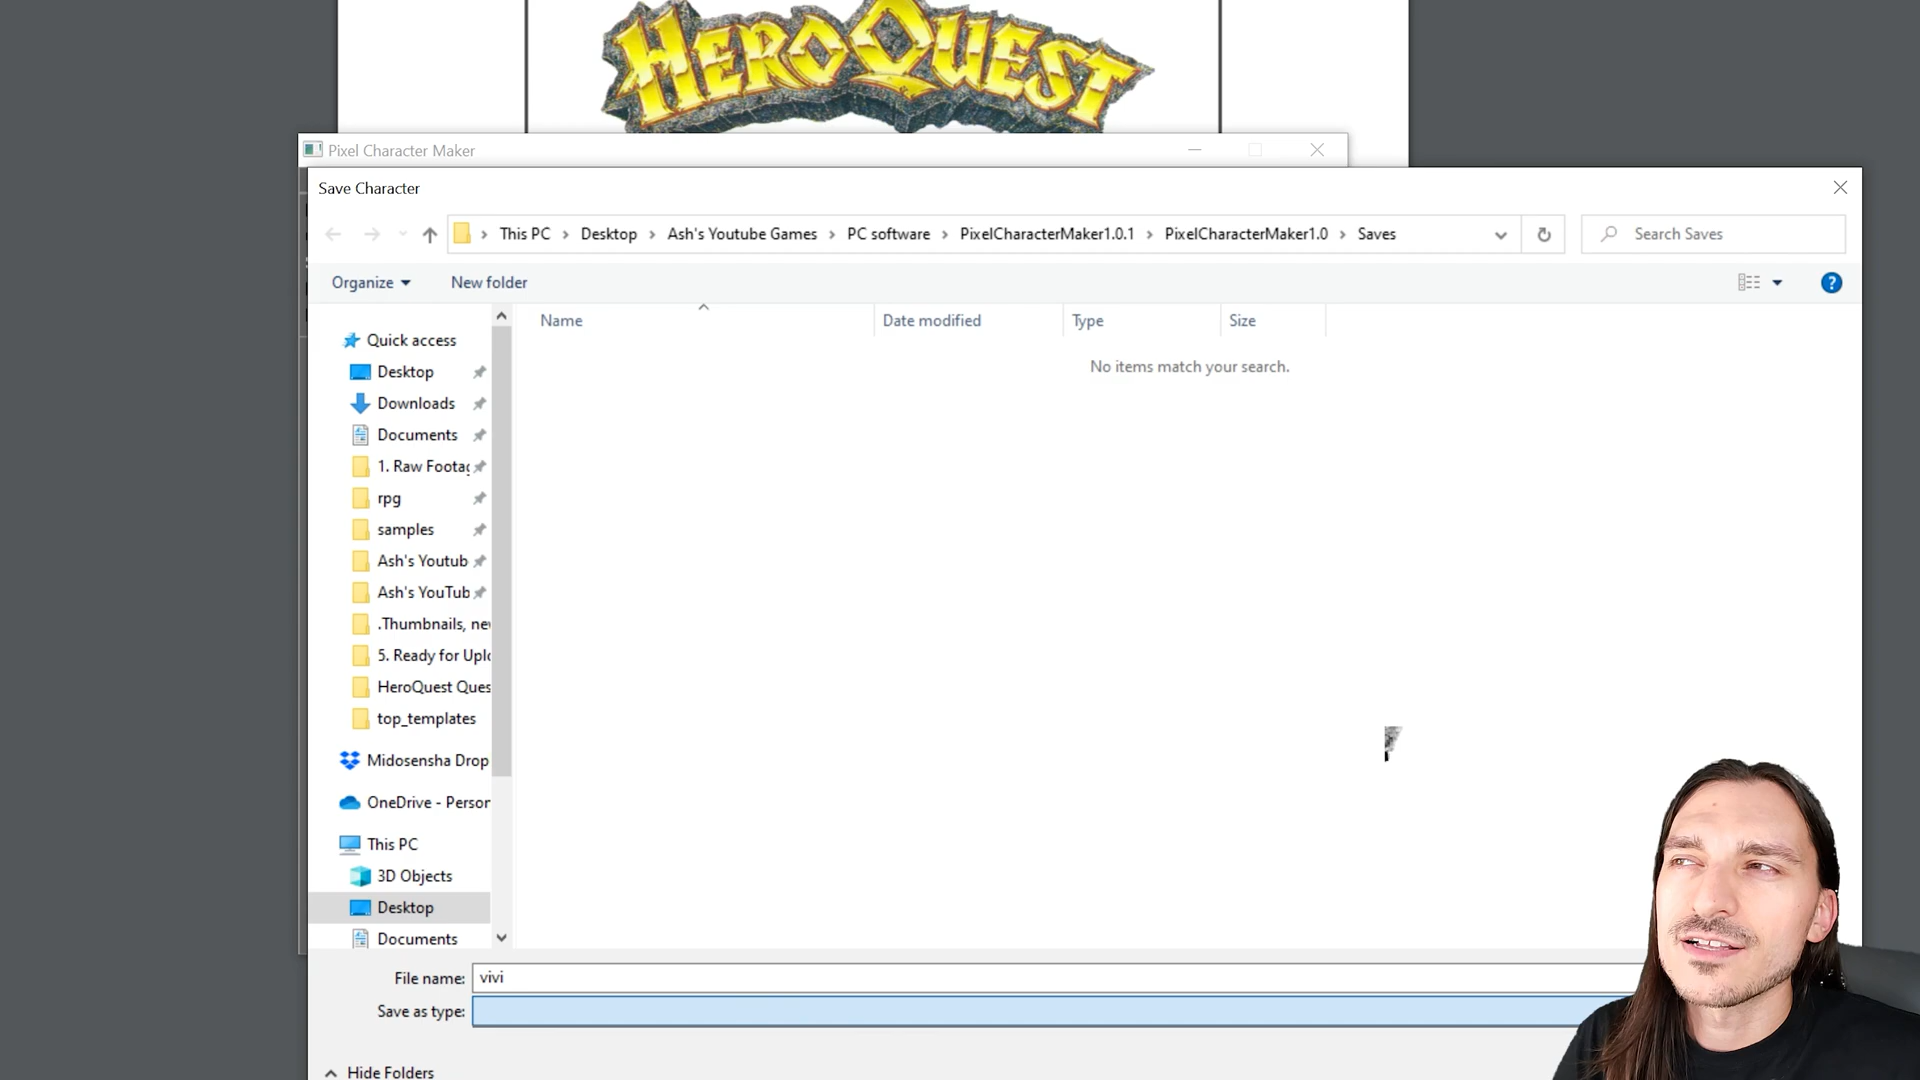 HEROQUEST
Pixel Character Maker
Save Character
This PC > Desktop > Ash's Youtube Games > PC software > PixelCharacterMaker1.0.1 > PixelCharacterMaker1.0 > Saves
Search Saves
Organize
New folder
?
Name
Date modified
Type
Size
No items match your search.
Quick access
Desktop
Downloads
Documents
1. Raw Footag
rpg
samples
Ash's Youtub
Ash's YouTub
.Thumbnails, nev
5. Ready for Uplo
HeroQuest Ques
top_templates
Midosensha Drop
OneDrive - Person
This PC
3D Objects
Desktop
Documents
File name: vivi
Save as type:
Hide Folders